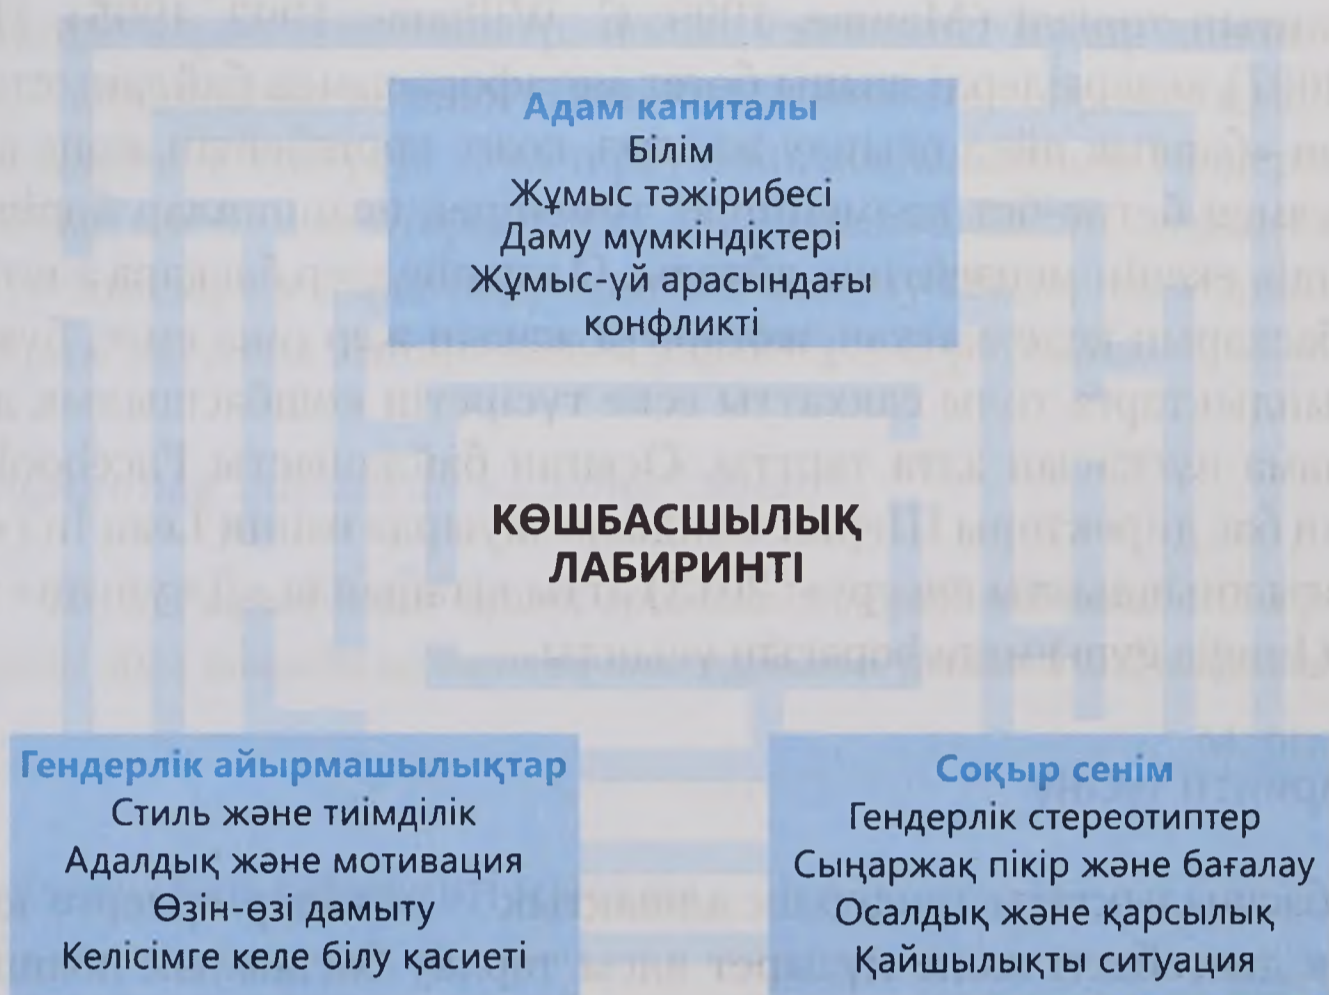 Адам капиталы
Білім
Жұмыс тәжірибесі
Даму мүмкіндіктері
Жұмыс-үй арасындағы
конфликті
КӨШБАСШЫЛЫҚ
ЛАБИРИНТІ
Гендерлік айырмашылықтар
Стиль және тиімділік
Адалдық және мотивация
Өзін-өзі дамыту
Келісімге келе білу қасиеті
Соқыр сенім
Гендерлік стереотиптер
Сыңаржақ пікір және бағалау
Осалдық және қарсылық
Қайшылықты ситуация